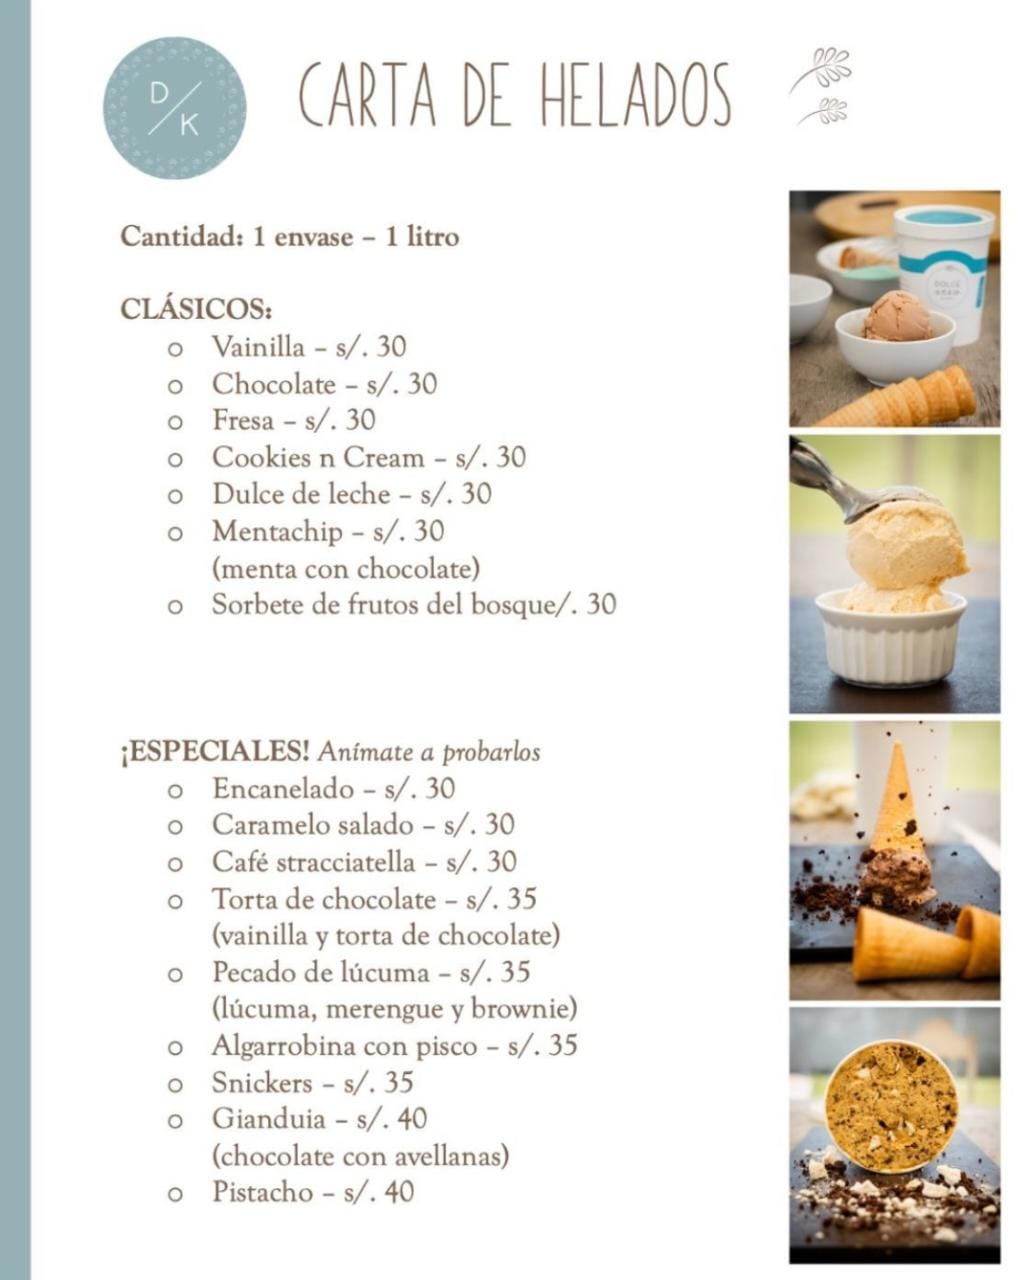 D/K
CARTA DE HELADOS
Cantidad: 1 envase – 1 litro
CLÁSICOS:
o Vainilla – s/. 30
o Chocolate – s/. 30
o Fresa – s/. 30
o Cookies n Cream – s/. 30
o Dulce de leche – s/. 30
o Mentachip – s/. 30
(menta con chocolate)
o Sorbete de frutos del bosque/. 30
¡ESPECIALES! Anímate a probarlos
o Encanelado – s/. 30
o Caramelo salado – s/. 30
o Café stracciatella – s/. 30
o Torta de chocolate – s/. 35
(vainilla y torta de chocolate)
o Pecado de lúcuma – s/. 35
(lúcuma, merengue y brownie)
o Algarrobina con pisco – s/. 35
o Snickers – s/. 35
o Gianduia – s/. 40
(chocolate con avellanas)
o Pistacho – s/. 40
DOLCE